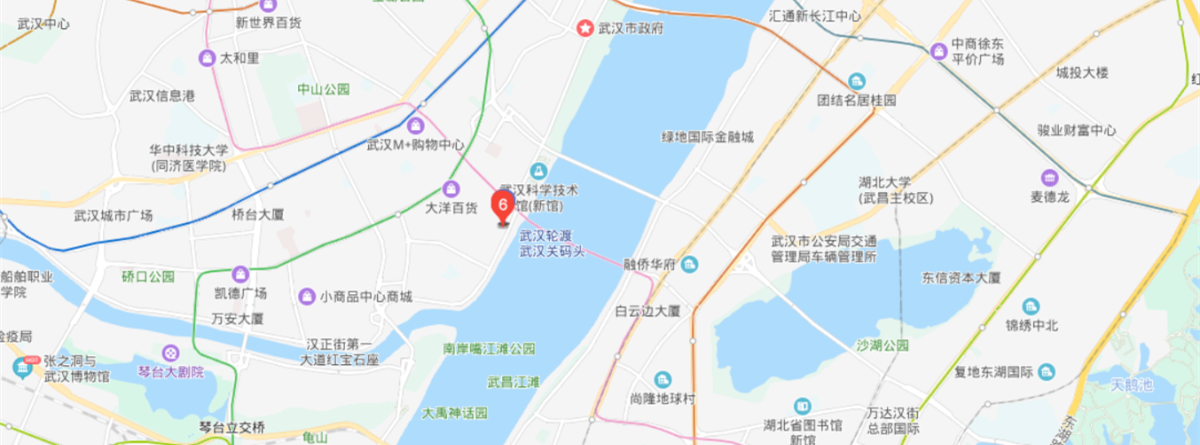 武汉中心
新世界百货
武汉市政府
汇通新长江中心
太和里
中商徐东
平价广场
城投大楼
中山公园
武汉信息港
团结名居桂园
骏业财富中心
绿地国际金融城
武汉M+购物中心
华中科技大学
(同济医学院)
武汉科学技术
馆(新馆)
湖北大学
(武昌主校区)
麦德龙
大洋百货
6
武汉城市广场
桥台大厦
武汉轮渡
武汉关码头
武汉市公安局交通
管理局车辆管理所
融侨华府
东信资本大厦
船舶职业
学院
硚口公园
凯德广场
小商品中心商城
白云边大厦
万安大厦
锦绣中北
检疫局
汉正街第一
大道红宝石座
南岸嘴江滩公园
沙湖公园
HOT
张之洞与
武汉博物馆
琴台大剧院
武昌江滩
尚隆地球村
复地东湖国际
天鹅池
大禹神话园
琴台立交桥
龟山
湖北省图书馆
新馆
万达汉街
总部国际
东湖